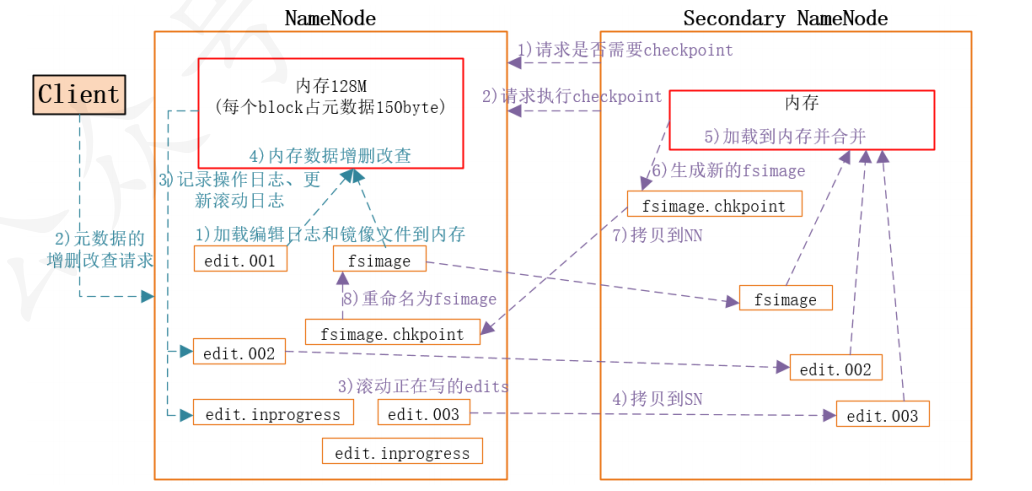 NameNode
Secondary NameNode
Client
内存128M
(每个block占元数据150byte)
4)内存数据增删改查
3)记录操作日志、更
新滚动日志
1)加载编辑日志和镜像文件到内存
2)元数据的
增删改查请求
edit.001
fsimage
8)重命名为fsimage
fsimage.chkpoint
edit.002
3)滚动正在写的edits
edit.inprogress
edit.003
edit.inprogress
1)请求是否需要checkpoint
2)请求执行checkpoint
内存
5)加载到内存并合并
6)生成新的fsimage
fsimage.chkpoint
7)拷贝到NN
fsimage
edit.002
4)拷贝到SN
edit.003